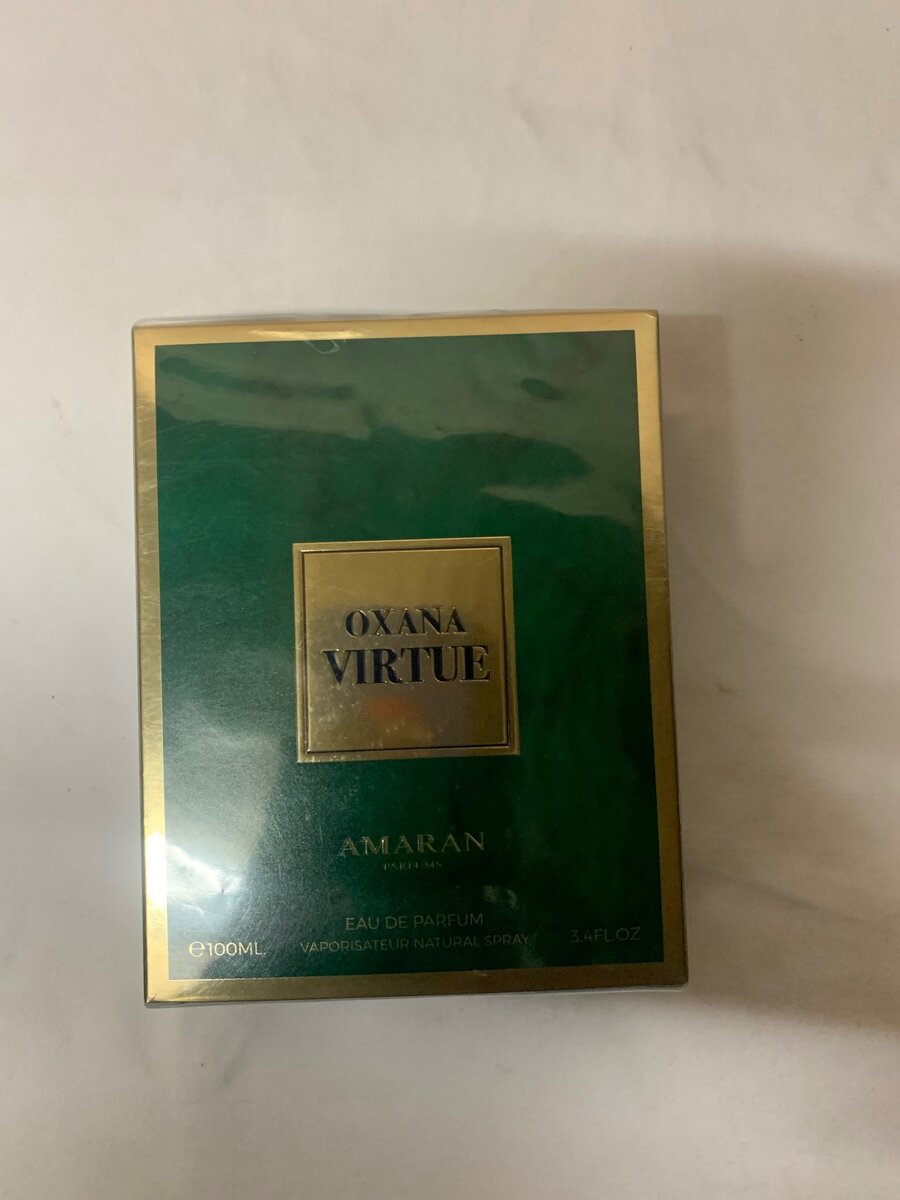 OXANA
VIRTUE
AMARAN
PARFUMS
EAU DE PARFUM
℮100ML. VAPORISATEUR NATURAL SPRAY 3.4FL.OZ